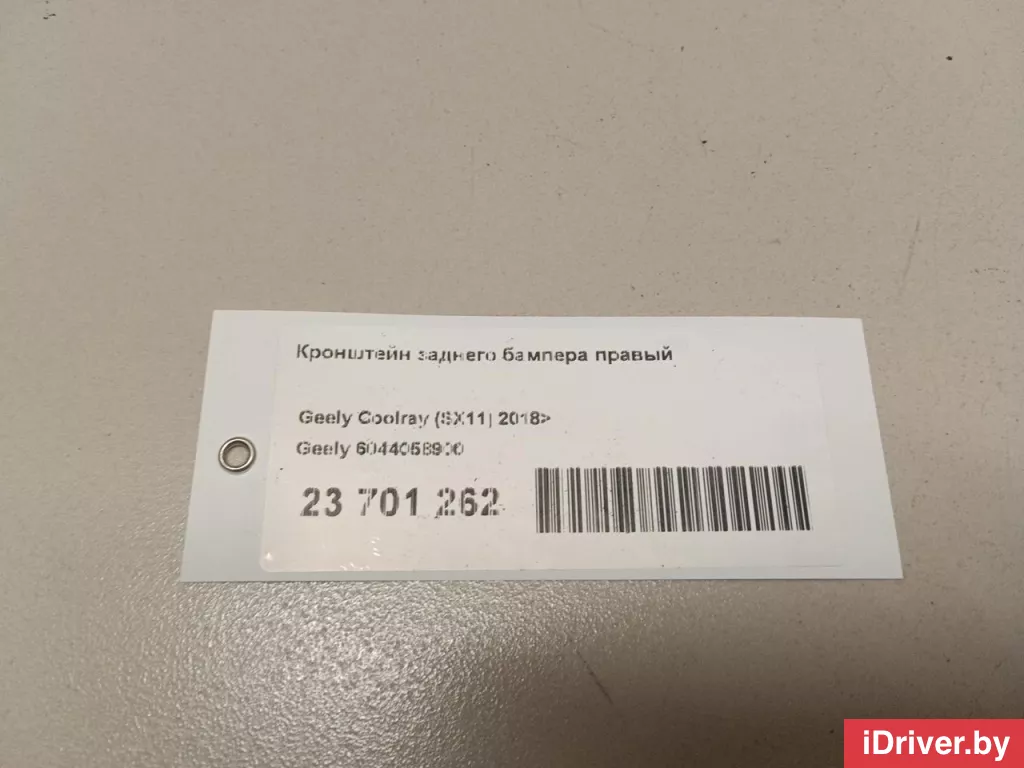 Кронштейн заднего бампера правый
Geely Coolray (SX11) 2018>
Geely 6044058900
23 701 262
iDriver.by